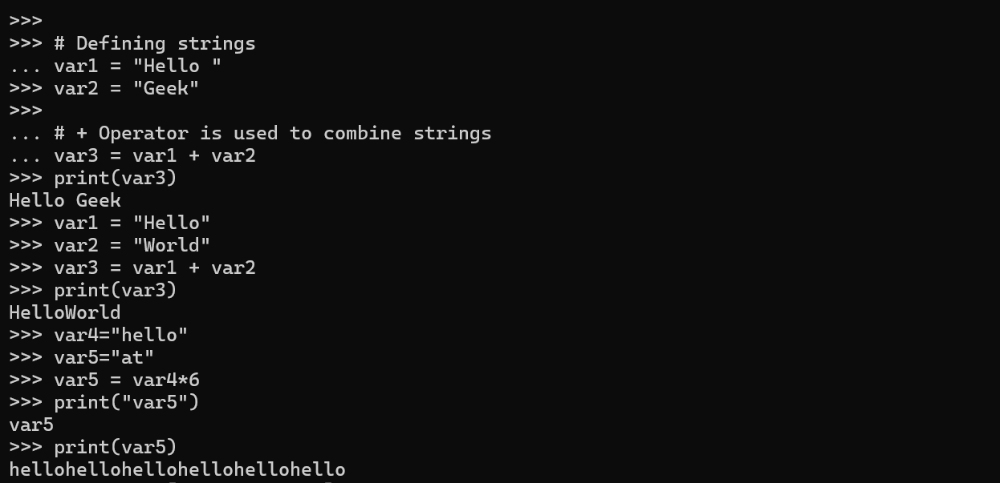 >>>
>>> # Defining strings
... var1 = "Hello "
>>> var2 = "Geek"
>>>
... # + Operator is used to combine strings
... var3 = var1 + var2
>>> print(var3)
Hello Geek
>>> var1 = "Hello"
>>> var2 = "World"
>>> var3 = var1 + var2
>>> print(var3)
HelloWorld
>>> var4="hello"
>>> var5="at"
>>> var5 = var4*6
>>> print("var5")
var5
>>> print(var5)
hellohellohellohellohellohello